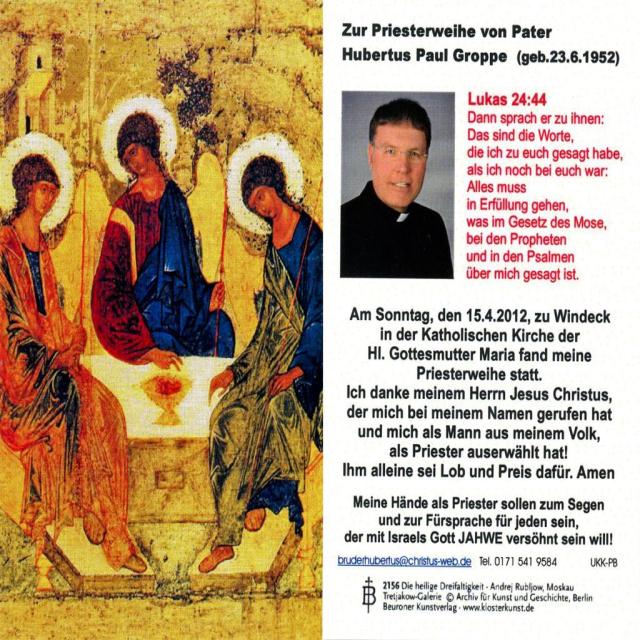 Zur Priesterweihe von Pater
Hubertus Paul Groppe (geb.23.6.1952)
Lukas 24:44
Dann sprach er zu ihnen:
Das sind die Worte,
die ich zu euch gesagt habe,
als ich noch bei euch war:
Alles muss
in Erfüllung gehen,
was im Gesetz des Mose,
bei den Propheten
und in den Psalmen
über mich gesagt ist.
Am Sonntag, den 15.4.2012, zu Windeck
in der Katholischen Kirche der
Hl. Gottesmutter Maria fand meine
Priesterweihe statt.
Ich danke meinem Herrn Jesus Christus,
der mich bei meinem Namen gerufen hat
und mich als Mann aus meinem Volk,
als Priester auserwählt hat!
Ihm alleine sei Lob und Preis dafür. Amen
Meine Hände als Priester sollen zum Segen
und zur Fürsprache für jeden sein,
der mit Israels Gott JAHWE versöhnt sein will!
bruderhubertus@christus-web.de Tel. 0171 541 9584 UKK-PB
2156 Die heilige Dreifaltigkeit - Andrej Rubljow, Moskau
Tretjakow-Galerie © Archiv für Kunst und Geschichte, Berlin
Beuroner Kunstverlag - www.klosterkunst.de